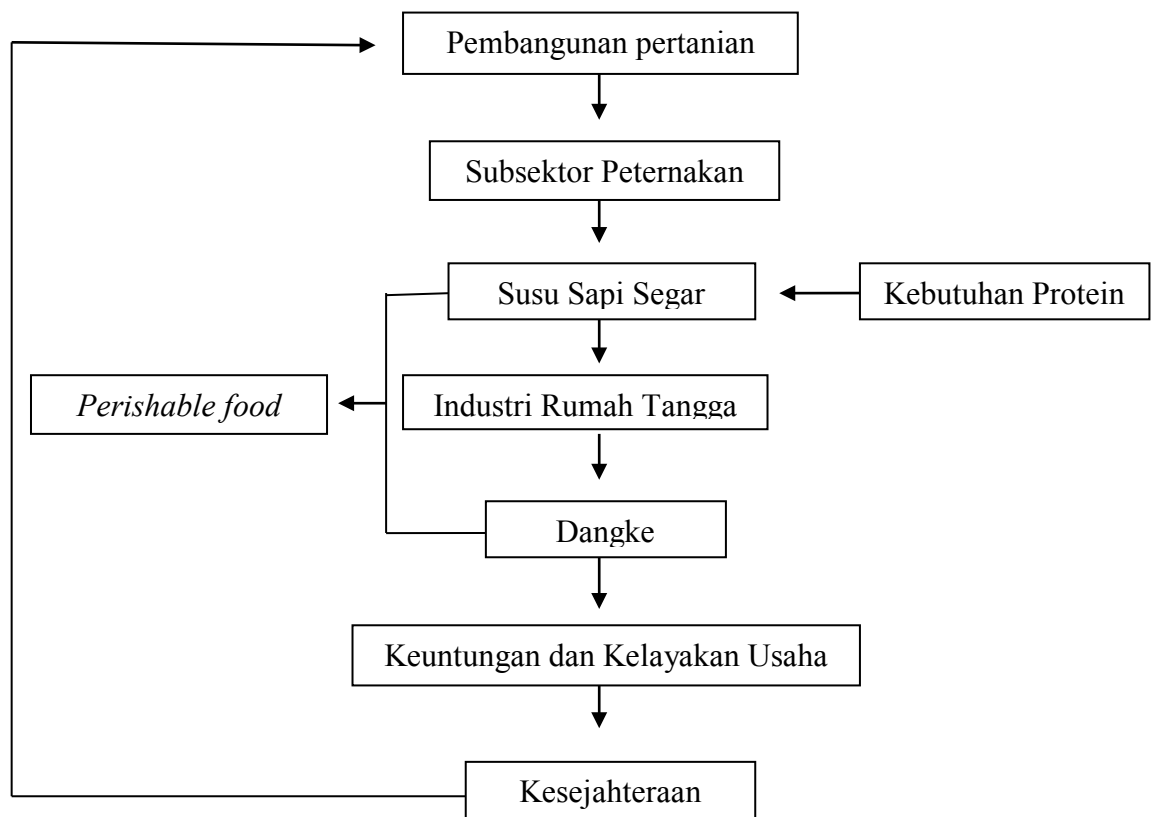 Pembangunan pertanian
Subsektor Peternakan
Susu Sapi Segar
Kebutuhan Protein
Perishable food
Industri Rumah Tangga
Dangke
Keuntungan dan Kelayakan Usaha
Kesejahteraan